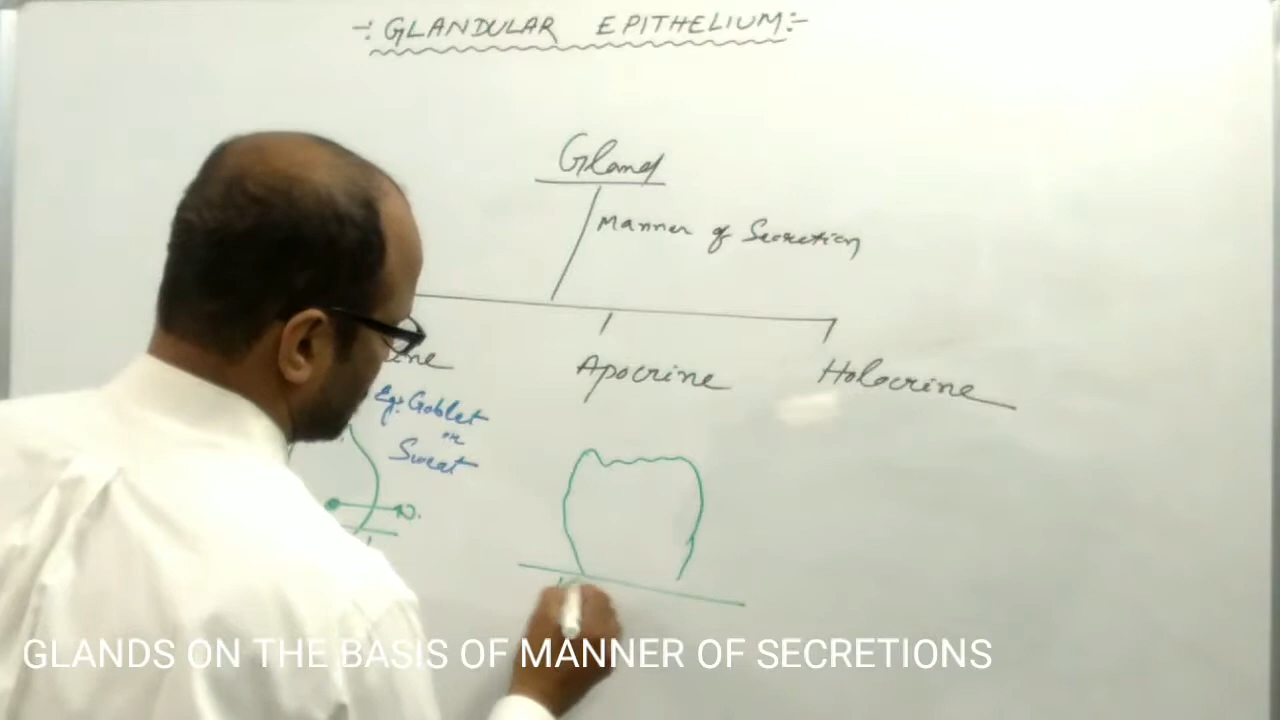 -: GLANDULAR EPITHELIUM :-
Gland
Manner of Secretion
Apocrine
Holocrine
Eg: Goblet
or
Sweat
N.
GLANDS ON THE BASIS OF MANNER OF SECRETIONS